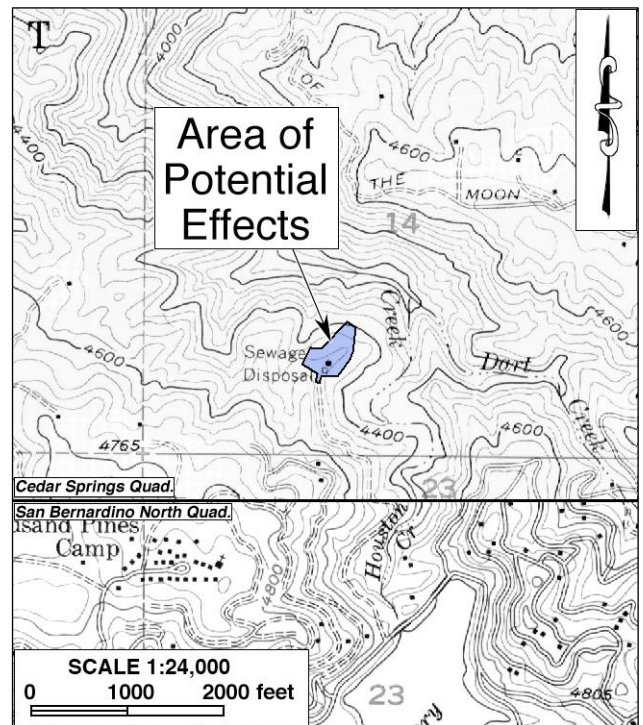 T
4000
4400
OF
4600
THE MOON
Area of
Potential
Effects
14
Creek
Sewage
Disposal
4600
Dart
Creek
4765
4400
4600
Cedar Springs Quad.
23
San Bernardino North Quad.
usand Pines
Camp
4800
Houston
Cr
SCALE 1:24,000
0 1000 2000 feet
23
4805